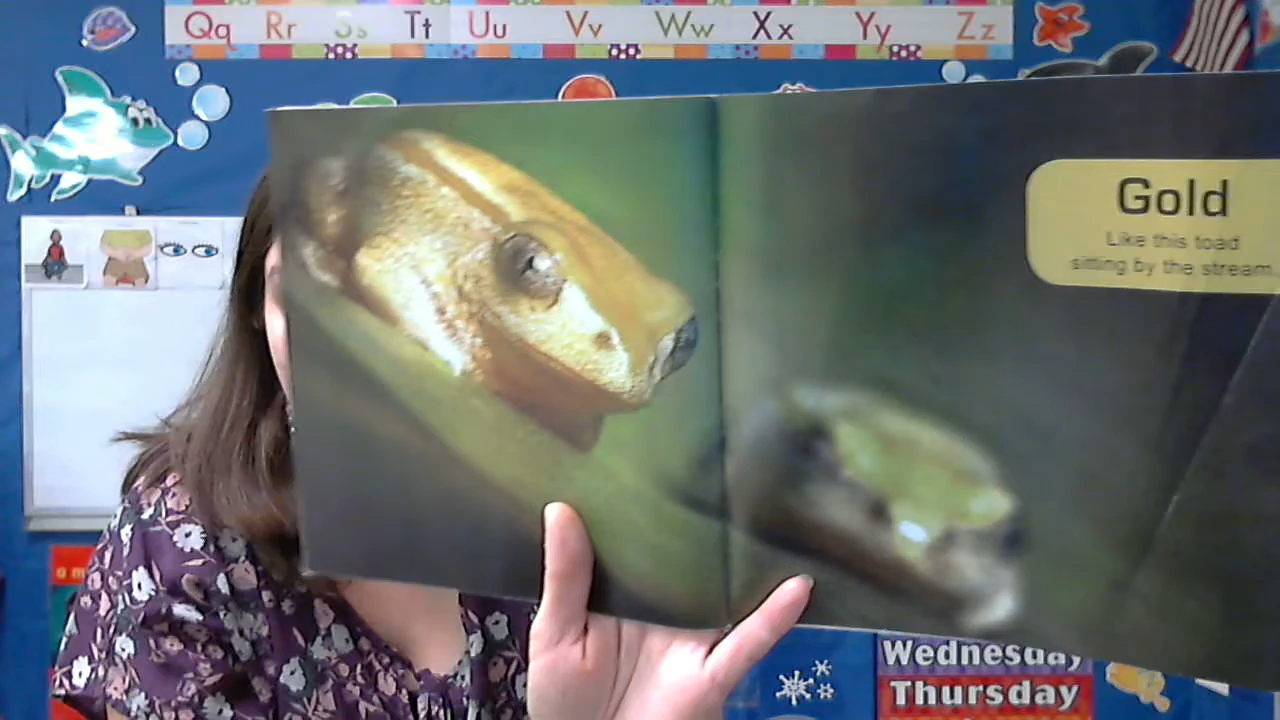 Qq Rr Ss Tt Uu Vv Ww Xx Yy Zz
Gold
Like this toad
sitting by the stream.
Wednesday
Thursday